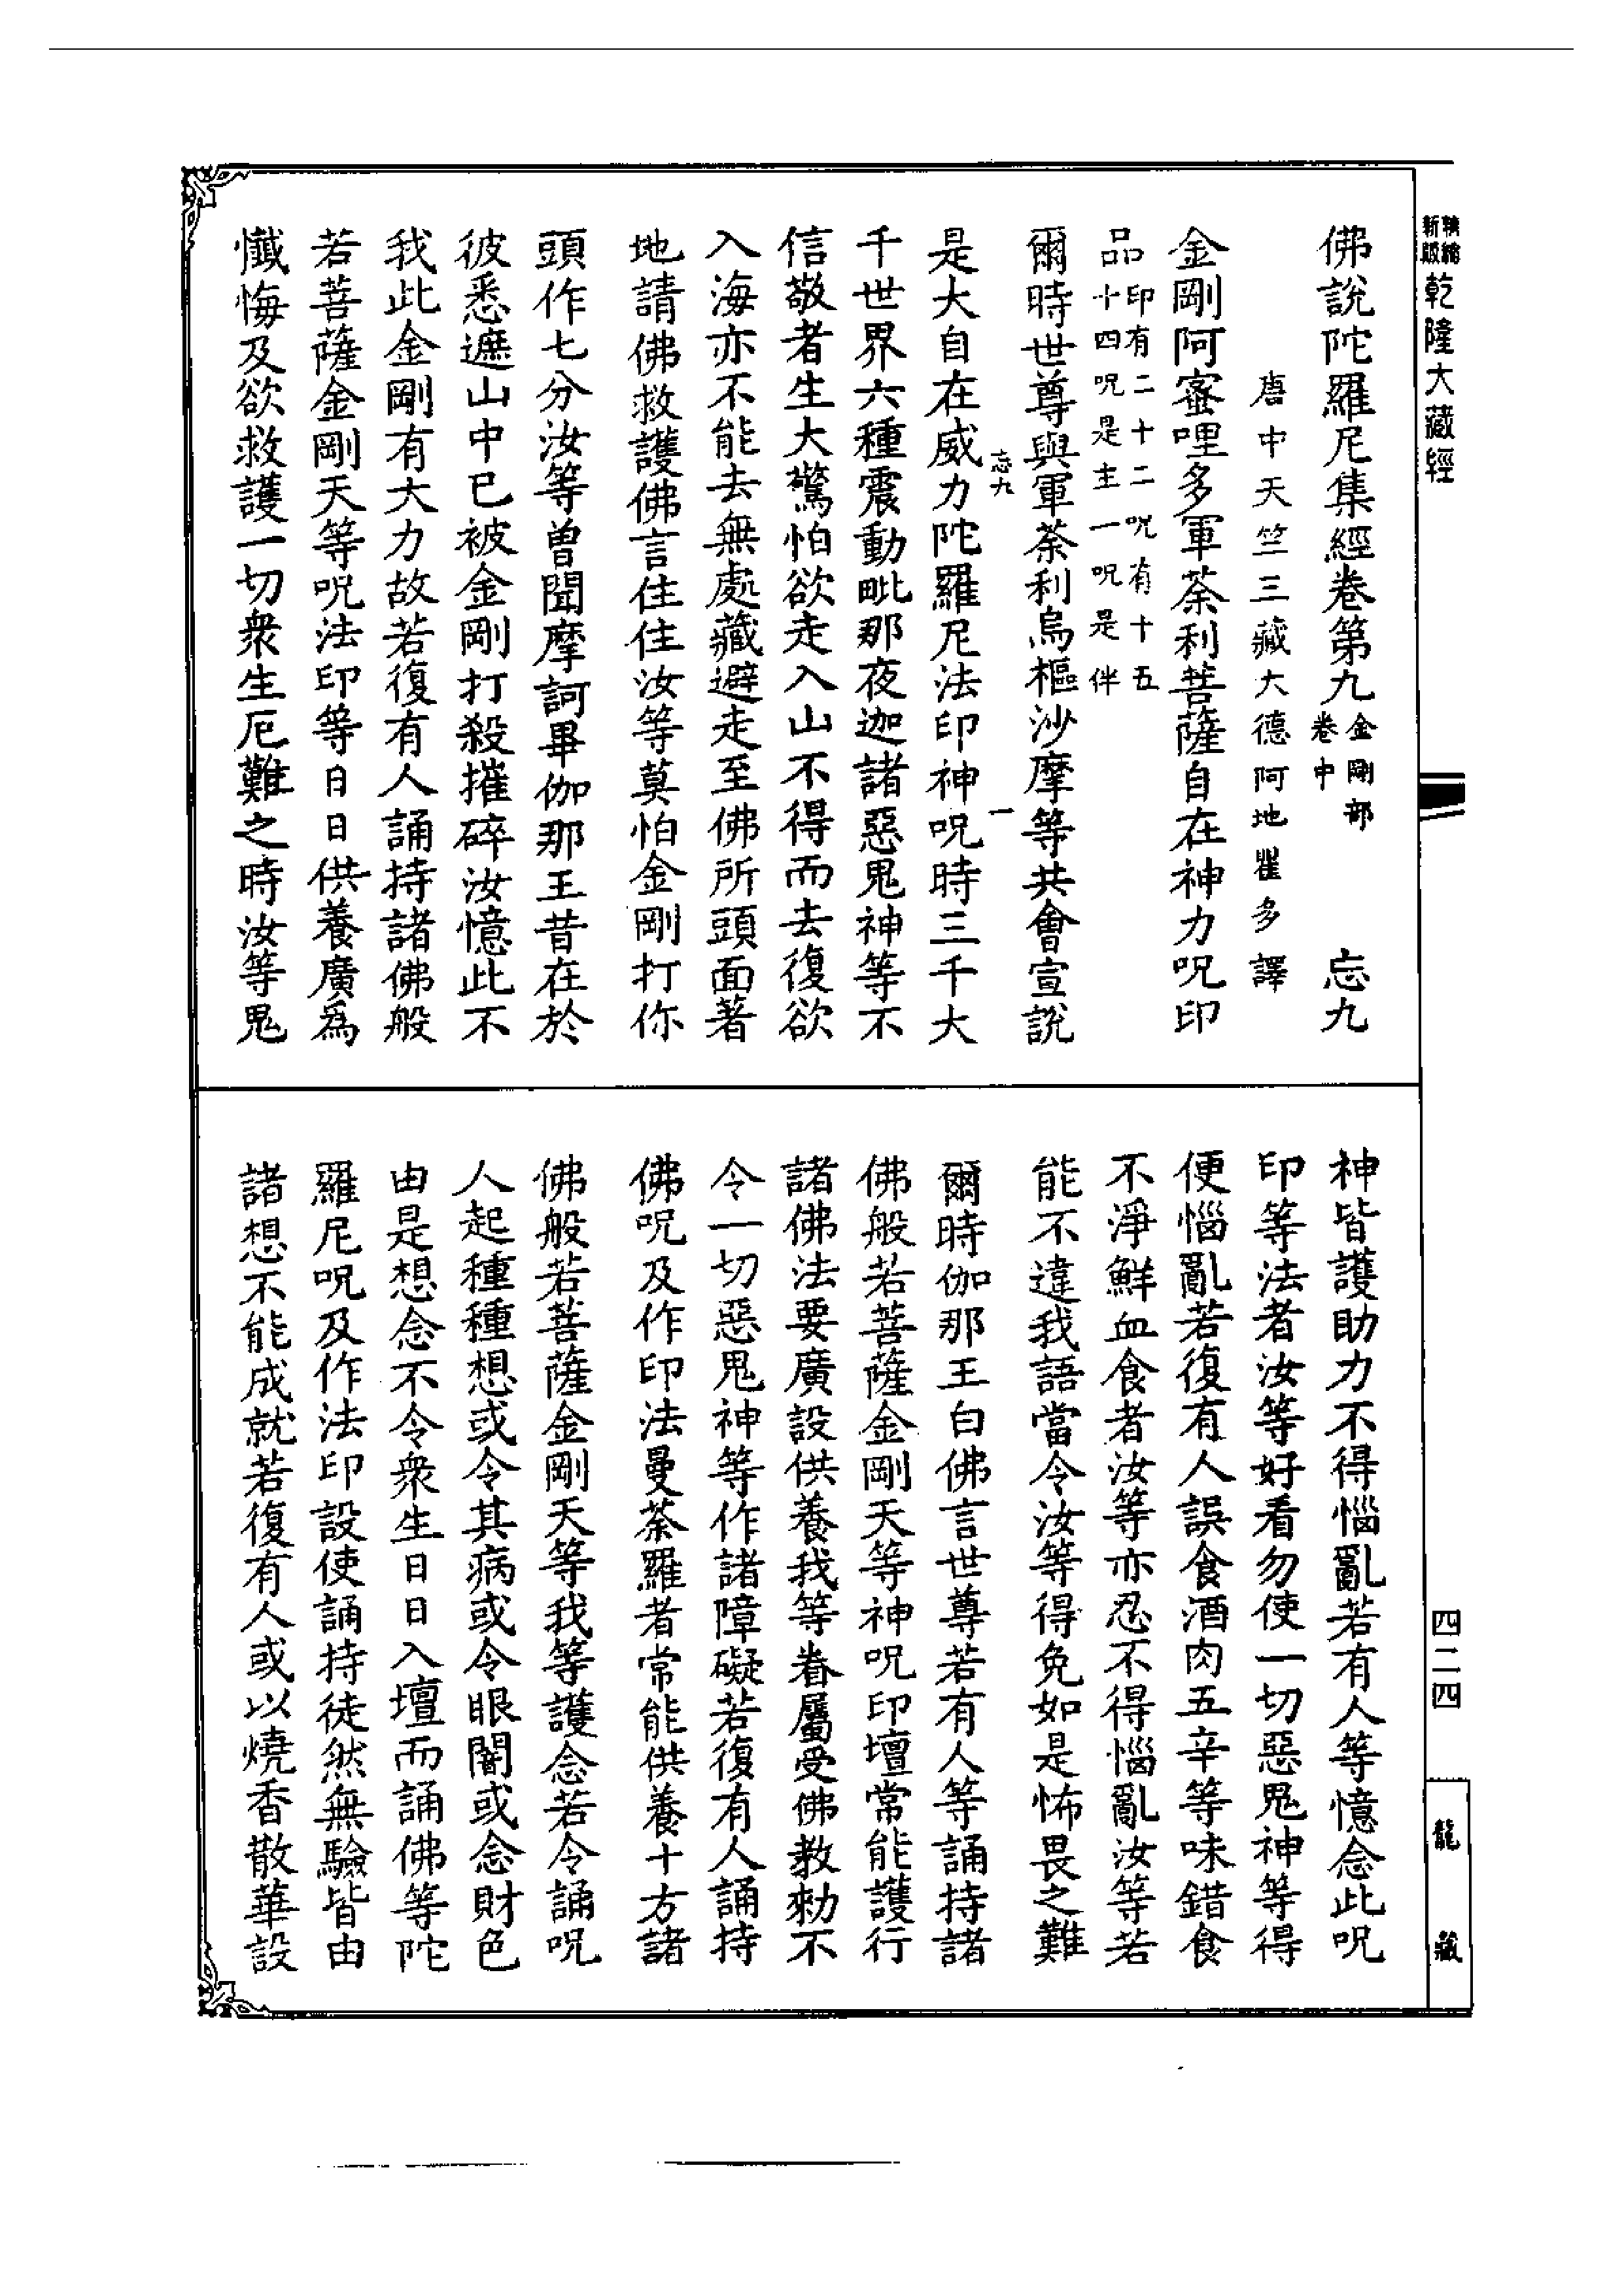 新版
精縮
乾隆大藏經
佛說陀羅尼集經卷第九 金剛部卷中 忘九
唐中天竺三藏大德阿地瞿多譯
金剛阿蜜哩多軍荼利菩薩自在神力呪印
品 印有二十二呪有十五
十四呪是主一呪是伴
爾時世尊與軍荼利烏樞沙摩等共會宣說
忘九 一
是大自在威力陀羅尼法印神呪時三千大
千世界六種震動毗那夜迦諸惡鬼神等不
信敬者生大驚怕欲走入山不得而去復欲
入海亦不能去無處藏避走至佛所頭面著
地請佛救護佛言住住汝等莫怕金剛打你
頭作七分汝等曾聞摩訶畢伽那王昔在於
彼悉遮山中已被金剛打殺摧碎汝憶此不
我此金剛有大力故若復有人誦持諸佛般
若菩薩金剛天等呪法印等日日供養廣爲
懺悔及欲救護一切衆生厄難之時汝等鬼
神皆護助力不得惱亂若有人等憶念此呪
印等法者汝等好看勿使一切惡鬼神等得
便惱亂若復有人誤食酒肉五辛等味錯食
不淨鮮血食者汝等亦忍不得惱亂汝等若
能不違我語當令汝等得免如是怖畏之難
爾時伽那王白佛言世尊若有人等誦持諸
佛般若菩薩金剛天等神呪印壇常能護行
諸佛法要廣設供養我等眷屬受佛教勑不
令一切惡鬼神等作諸障礙若復有人誦持
佛呪及作印法曼荼羅者常能供養十方諸
佛般若菩薩金剛天等我等護念若令誦呪
人起種種想或令其病或令眼闇或念財色
由是想念不令衆生日日入壇而誦佛等陀
羅尼呪及作法印設使誦持徒然無驗皆由
諸想不能成就若復有人或以燒香散華設
四二四
龍藏